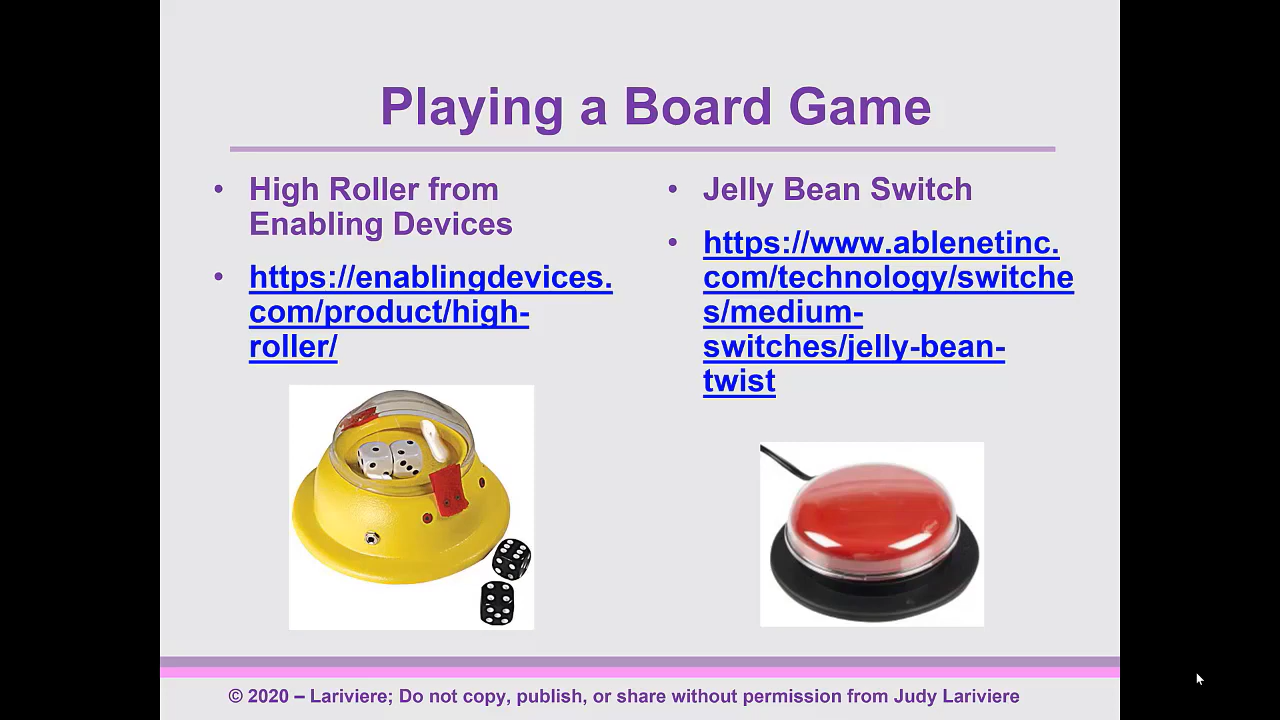 Playing a Board Game
• High Roller from
Enabling Devices
• https://enablingdevices.
com/product/high-
roller/
• Jelly Bean Switch
• https://www.ablenetinc.
com/technology/switche
s/medium-
switches/jelly-bean-
twist
© 2020 – Lariviere; Do not copy, publish, or share without permission from Judy Lariviere